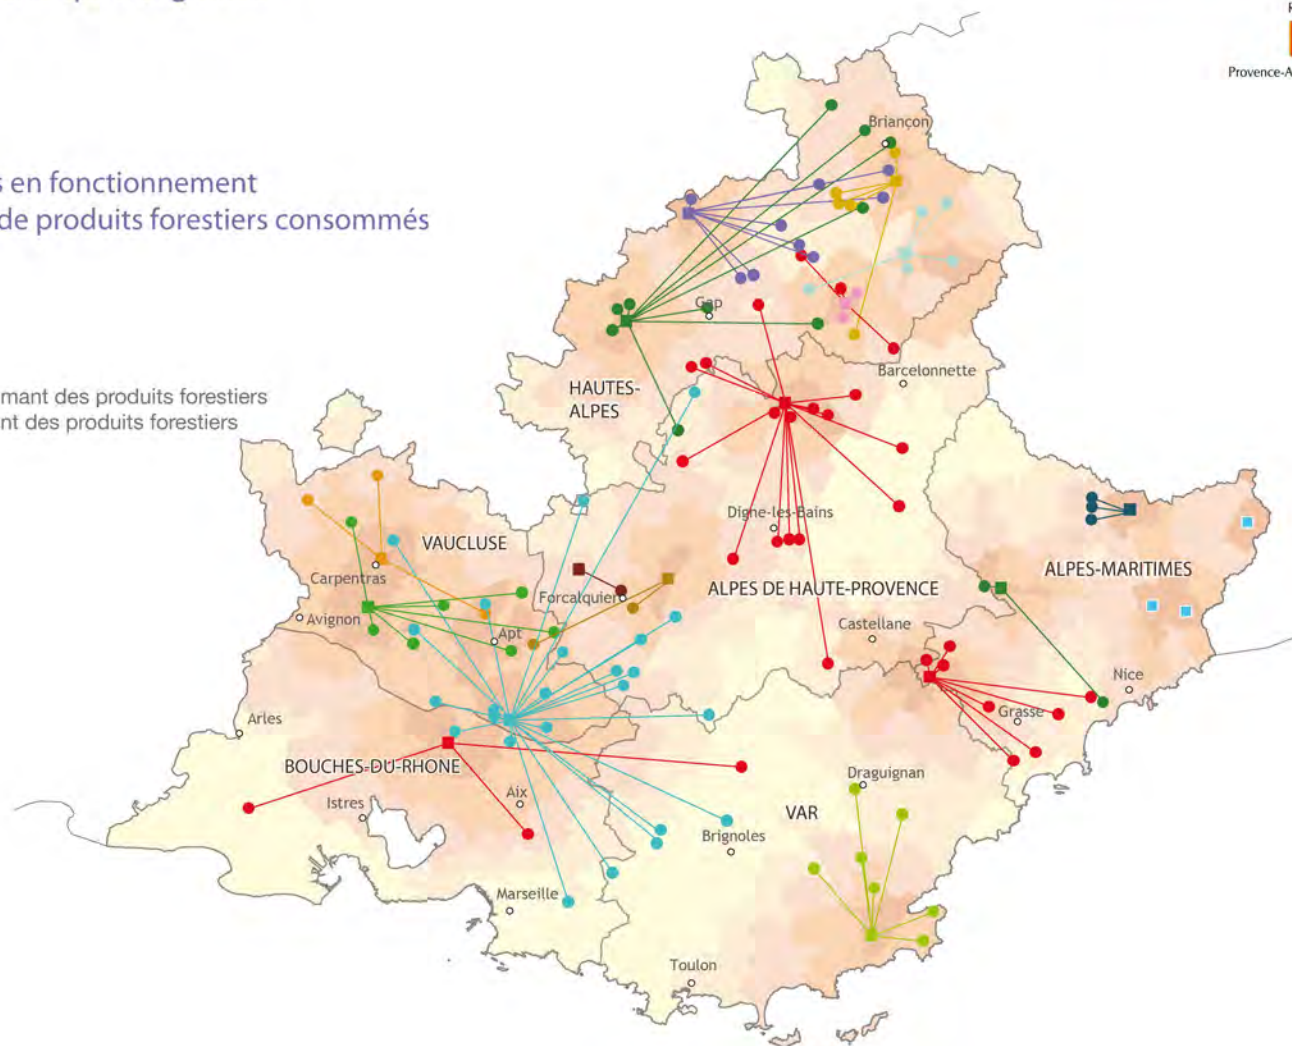 Provence-A
Briançon
s en fonctionnement
de produits forestiers consommés
Gap
Barcelonnette
HAUTES-
ALPES
mant des produits forestiers
nt des produits forestiers
Digne-les-Bains
VAUCLUSE
Carpentras
Forcalquier
ALPES DE HAUTE-PROVENCE
ALPES-MARITIMES
Avignon
Apt
Castellane
Nice
Grasse
Arles
BOUCHES-DU-RHONE
Draguignan
Aix
Istres
VAR
Brignoles
Marseille
Toulon